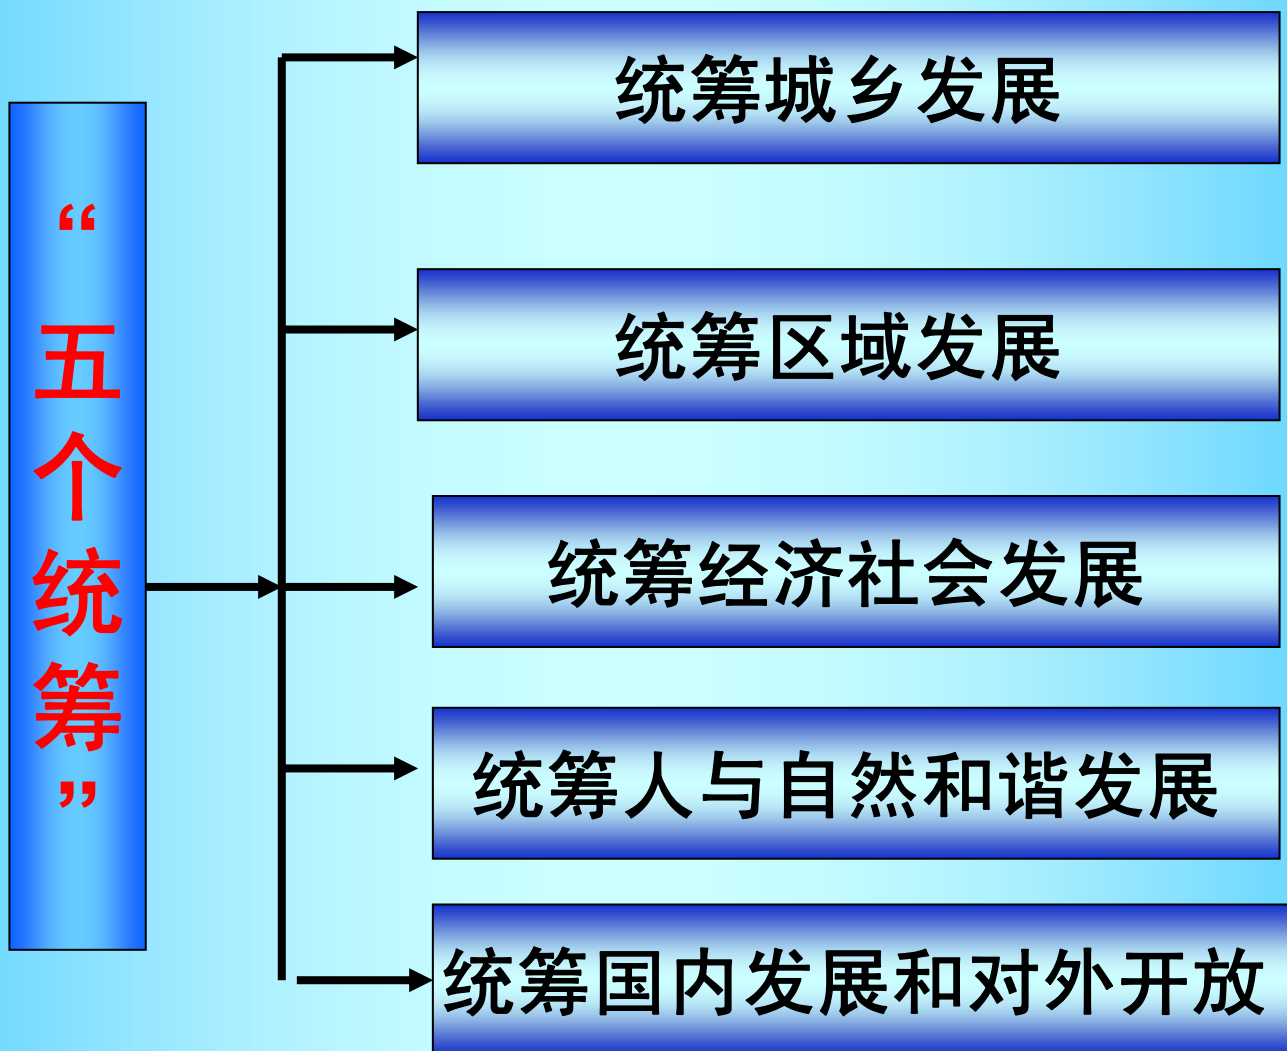 “五个统筹”
统筹城乡发展
统筹区域发展
统筹经济社会发展
统筹人与自然和谐发展
统筹国内发展和对外开放